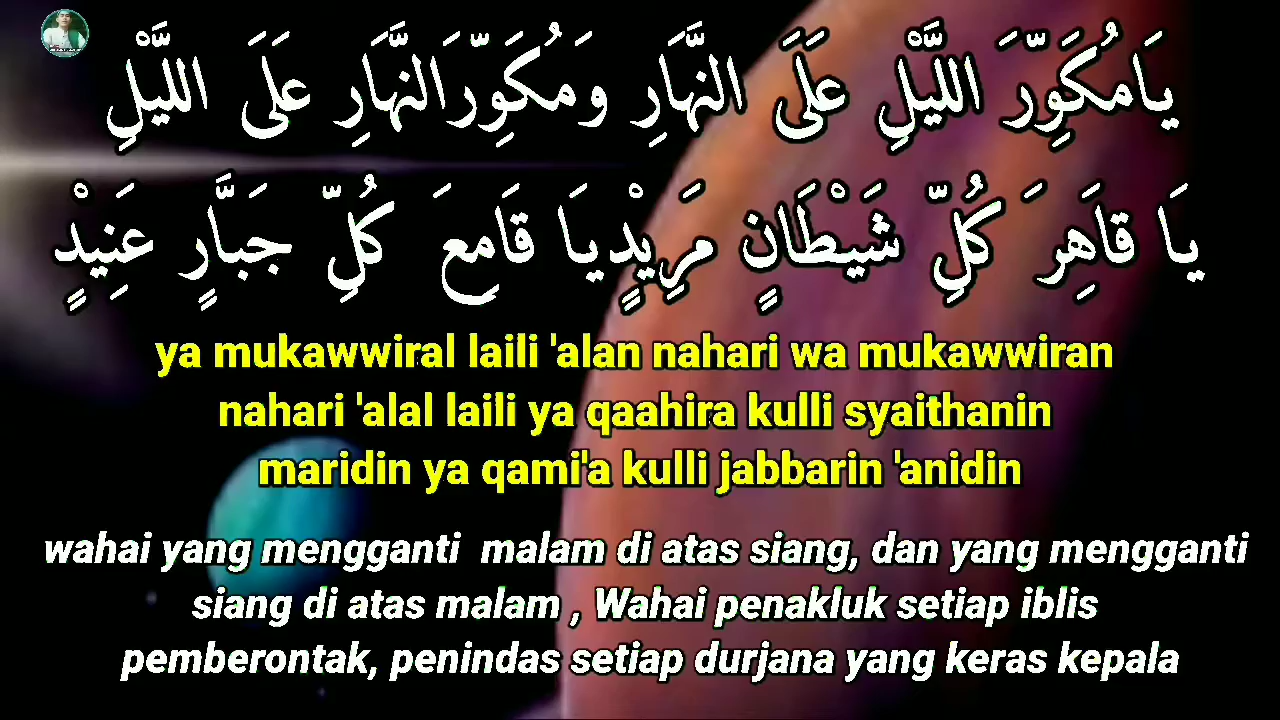 يَامُكَوِّرَ اللَّيْلِ عَلَى النَّهَارِ وَمُكَوِّرَالنَّهَارِ عَلَى اللَّيْلِ
يَا قاَهِرَ كُلِّ شَيْطَانٍ مَرِيْدٍيَا قَامِعَ كُلِّ جَبَّارٍ عَنِيْدٍ
ya mukawwiral laili 'alan nahari wa mukawwiran
nahari 'alal laili ya qaahira kulli syaithanin
maridin ya qami'a kulli jabbarin 'anidin
wahai yang mengganti malam di atas siang, dan yang mengganti
siang di atas malam , Wahai penakluk setiap iblis
pemberontak, penindas setiap durjana yang keras kepala